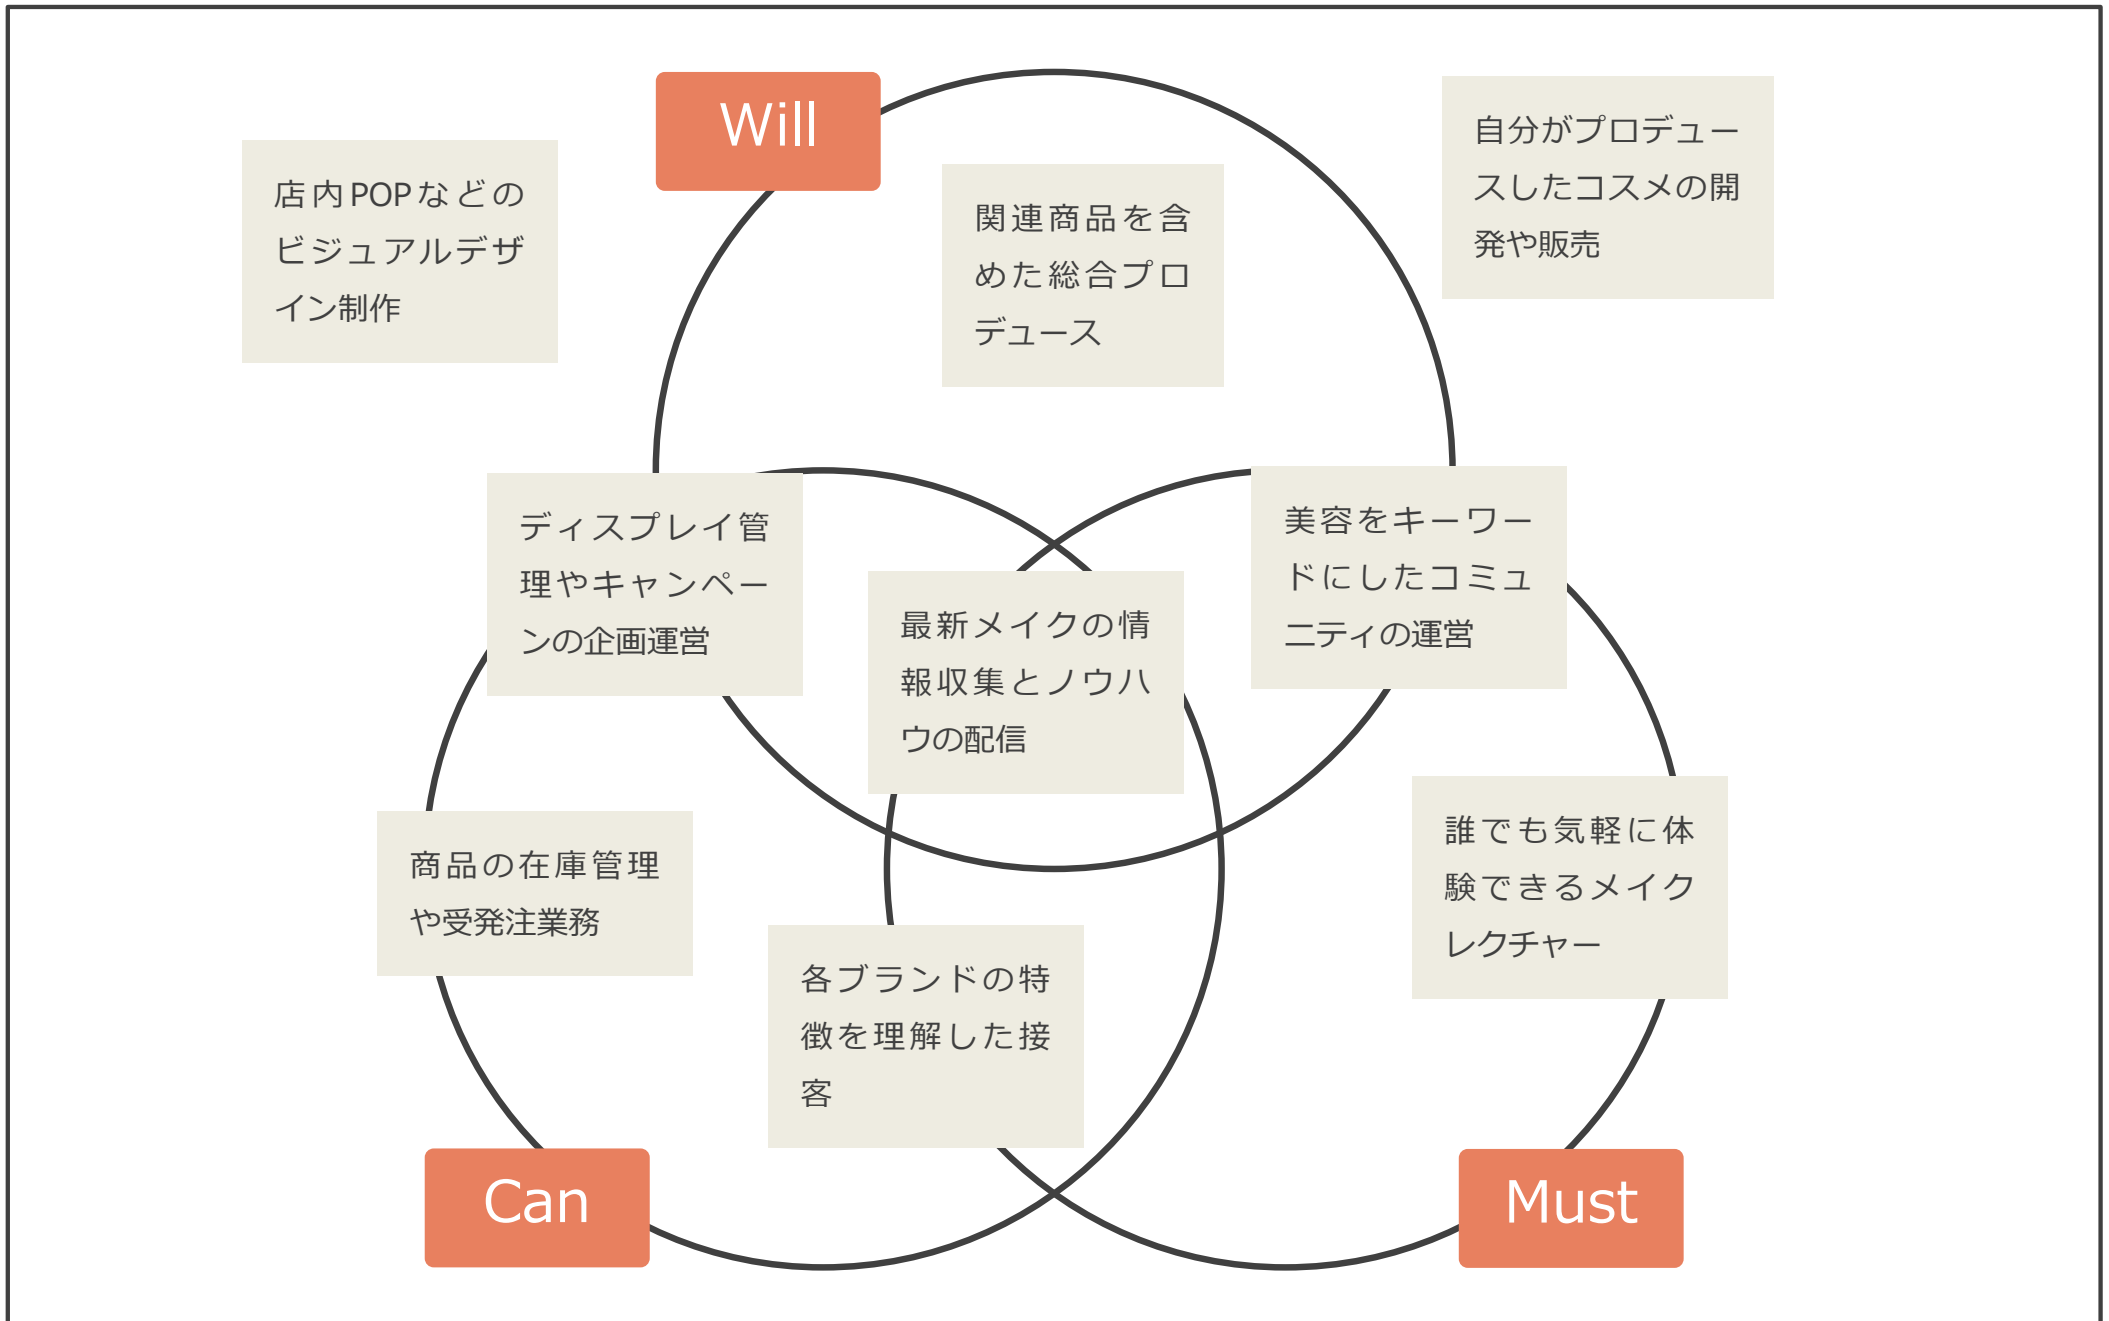 Will
店内POPなどの
ビジュアルデザ
イン制作
関連商品を含
めた総合プロ
デュース
自分がプロデュー
スしたコスメの開
発や販売
ディスプレイ管
理やキャンペー
ンの企画運営
最新メイクの情
報収集とノウハ
ウの配信
美容をキーワー
ドにしたコミュ
ニティの運営
商品の在庫管理
や受発注業務
各ブランドの特
徴を理解した接
客
誰でも気軽に体
験できるメイク
レクチャー
Can
Must